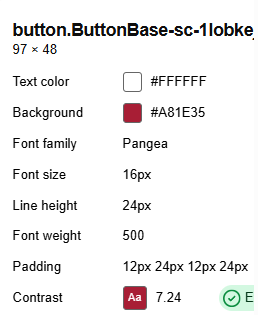 button.ButtonBase-sc-1lobke
97 × 48
Text color #FFFFFF
Background #A81E35
Font family Pangea
Font size 16px
Line height 24px
Font weight 500
Padding 12px 24px 12px 24px
Contrast Aa 7.24 E